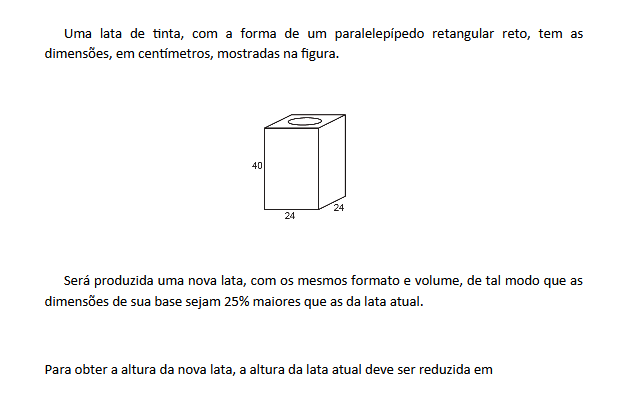 Uma lata de tinta, com a forma de um paralelepípedo retangular reto, tem as
dimensões, em centímetros, mostradas na figura.
40
24
24
Será produzida uma nova lata, com os mesmos formato e volume, de tal modo que as
dimensões de sua base sejam 25% maiores que as da lata atual.
Para obter a altura da nova lata, a altura da lata atual deve ser reduzida em